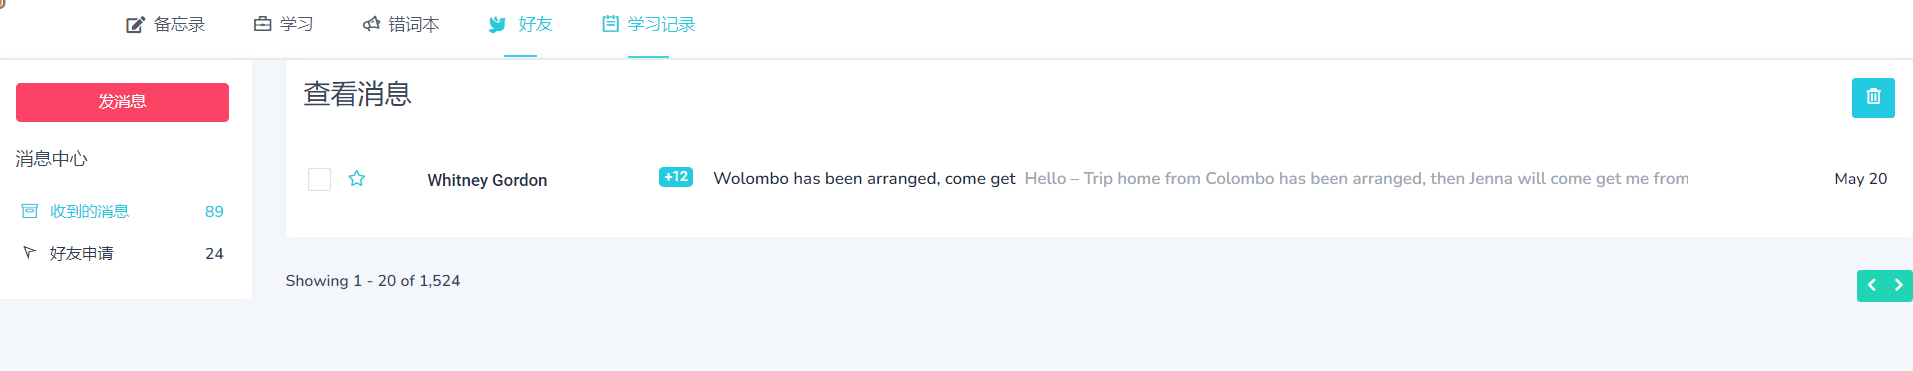 备忘录 学习 错词本 好友 学习记录
发消息
消息中心
收到的消息 89
好友申请 24
查看消息
Whitney Gordon +12 Wolombo has been arranged, come get Hello – Trip home from Colombo has been arranged, then Jenna will come get me from May 20
Showing 1 - 20 of 1,524